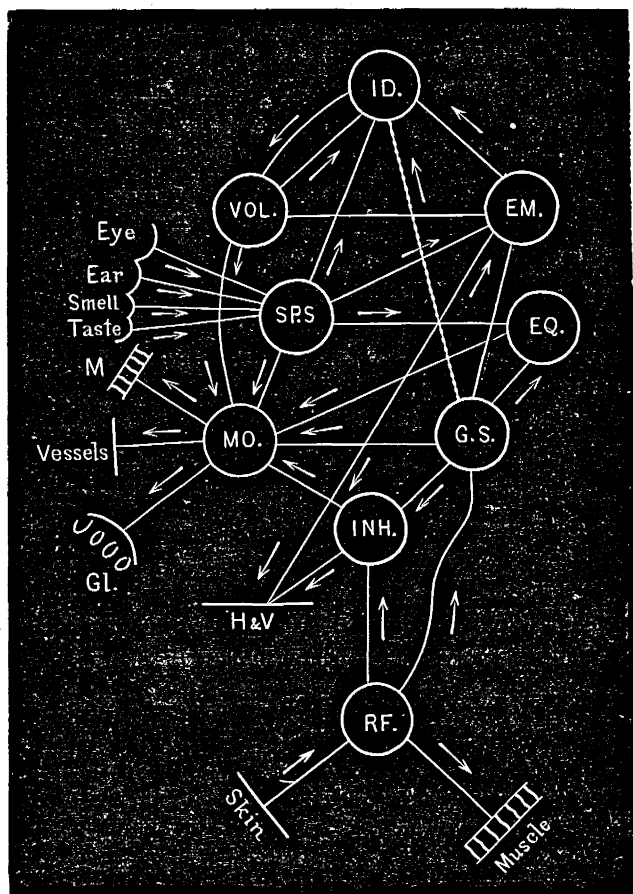 ID.
VOL.
EM.
Eye
Ear
Smell
Taste
SP.S
EQ.
M
MO.
G.S.
Vessels
INH.
Gl.
H&V
RF.
Skin
Muscle